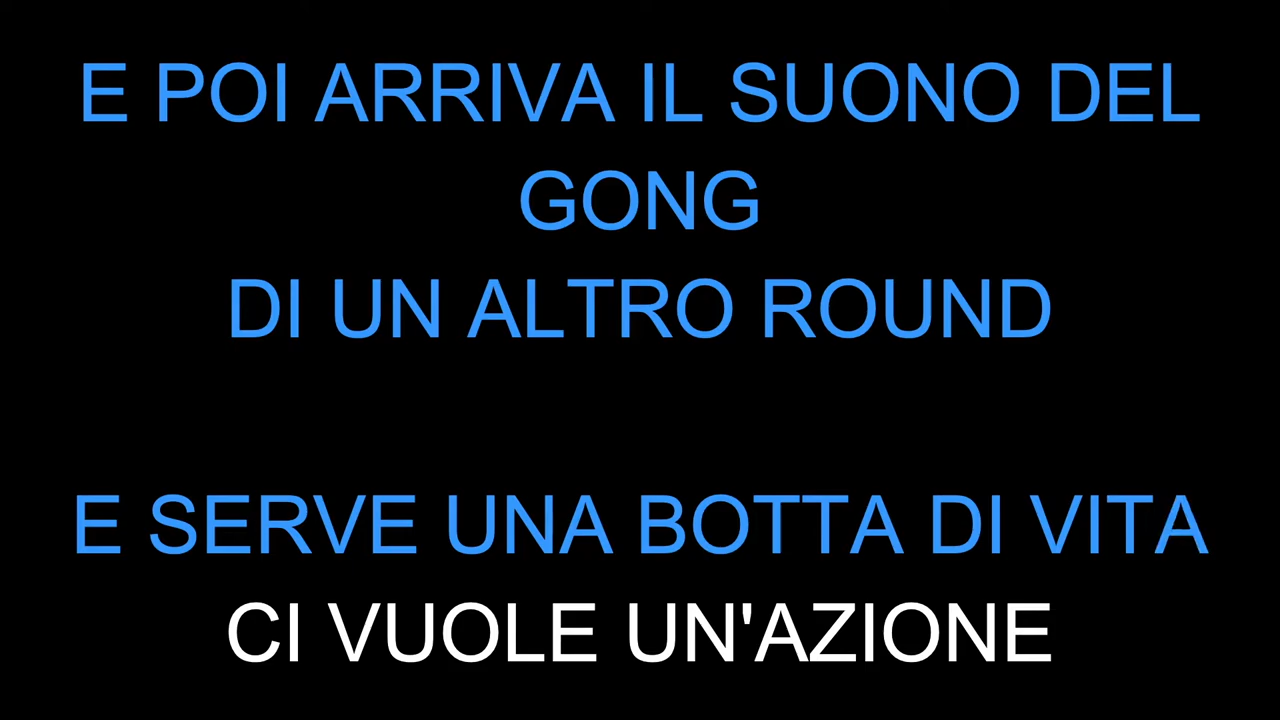 E POI ARRIVA IL SUONO DEL
GONG
DI UN ALTRO ROUND
E SERVE UNA BOTTA DI VITA
CI VUOLE UN'AZIONE